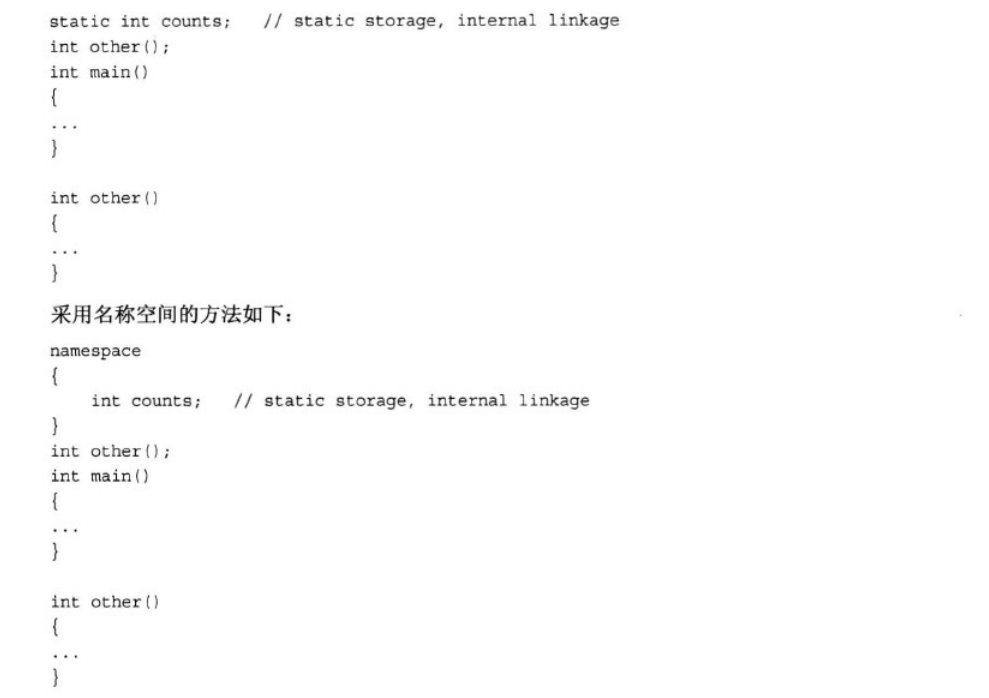 static int counts;   // static storage, internal linkage
int other();
int main()
{
...
}
int other()
{
...
}
采用名称空间的方法如下：
namespace
{
    int counts;   // static storage, internal linkage
}
int other();
int main()
{
...
}
int other()
{
...
}